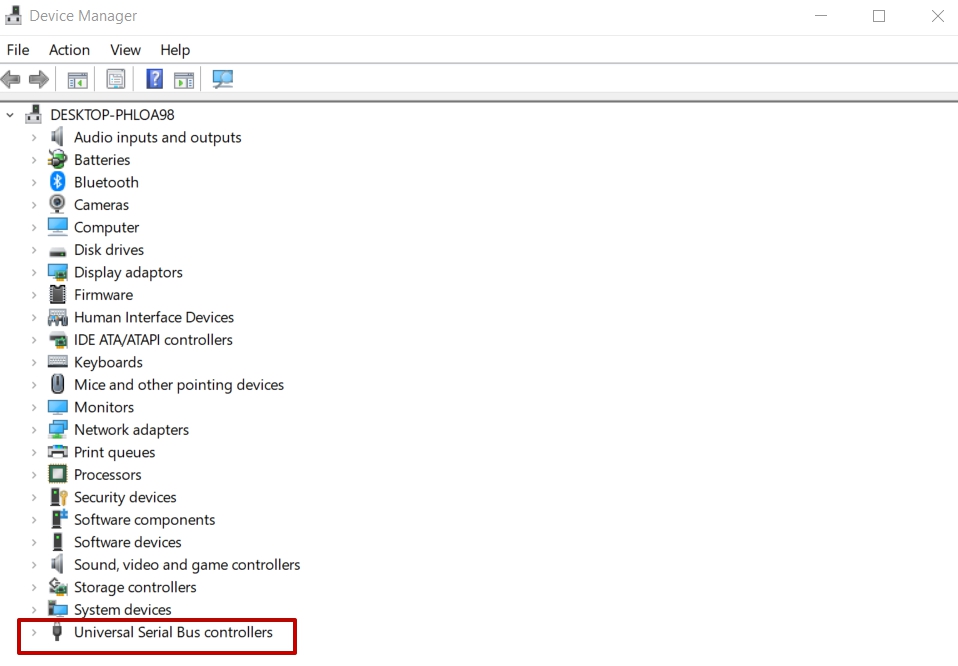 Device Manager
File Action View Help
DESKTOP-PHLOA98
Audio inputs and outputs
Batteries
Bluetooth
Cameras
Computer
Disk drives
Display adaptors
Firmware
Human Interface Devices
IDE ATA/ATAPI controllers
Keyboards
Mice and other pointing devices
Monitors
Network adapters
Print queues
Processors
Security devices
Software components
Software devices
Sound, video and game controllers
Storage controllers
System devices
Universal Serial Bus controllers